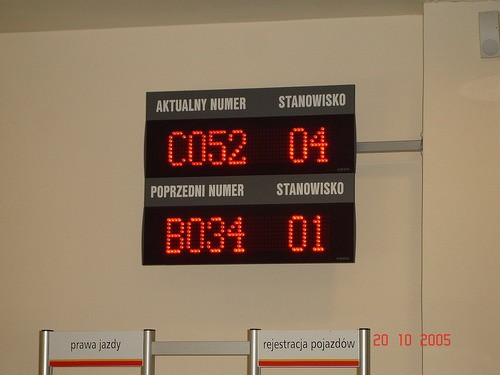 AKTUALNY NUMER STANOWISKO
C052 04
POPRZEDNI NUMER STANOWISKO
B034 01
prawa jazdy rejestracja pojazdów
20 10 2005